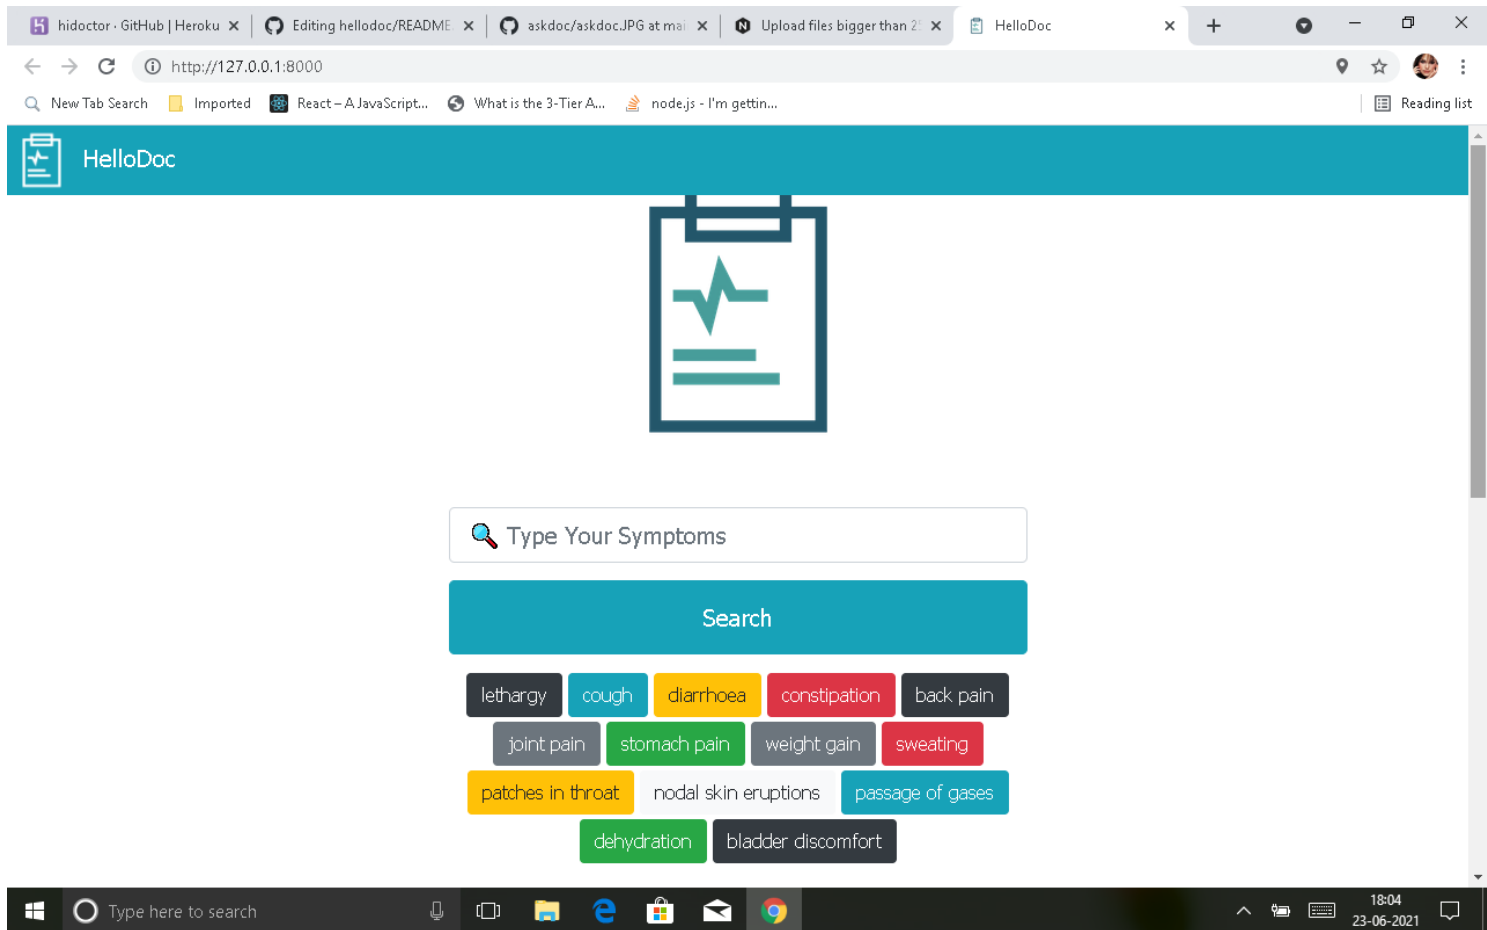 hidoctor · GitHub | Heroku
Editing hellodoc/README.
askdoc/askdoc.JPG at mai
Upload files bigger than 25
HelloDoc
http://127.0.0.1:8000
New Tab Search
Imported
React – A JavaScript...
What is the 3-Tier A...
node.js - I'm gettin...
Reading list
HelloDoc
Type Your Symptoms
Search
lethargy cough diarrhoea constipation back pain
joint pain stomach pain weight gain sweating
patches in throat nodal skin eruptions passage of gases
dehydration bladder discomfort
Type here to search
18:04
23-06-2021